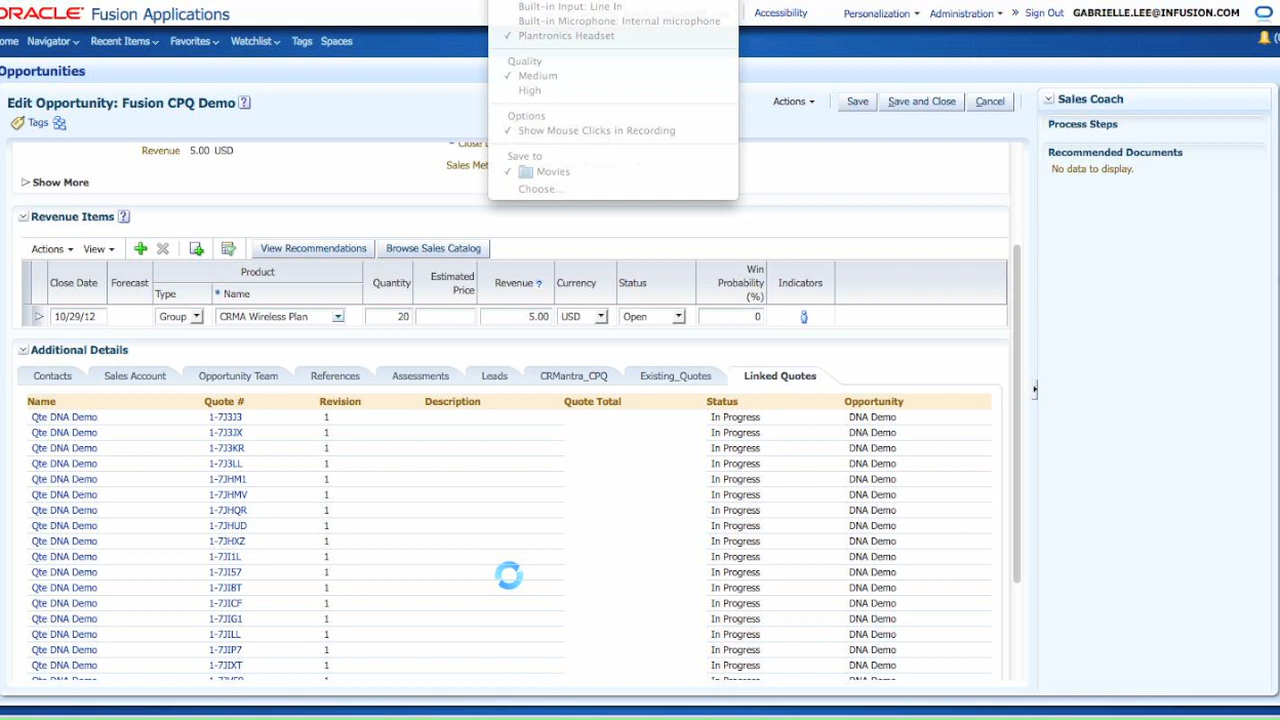 ORACLE Fusion Applications
Built-in Input: Line In
Built-in Microphone: Internal microphone
✓ Plantronics Headset
Quality
✓ Medium
High
Options
✓ Show Mouse Clicks in Recording
Save to
✓ Movies
Choose...
Accessibility Personalization Administration » Sign Out GABRIELLE.LEE@INFUSION.COM
ome Navigator Recent Items Favorites Watchlist Tags Spaces
Opportunities
Edit Opportunity: Fusion CPQ Demo ?
Actions Save Save and Close Cancel
Tags
Revenue 5.00 USD
Sales Met
Show More
Sales Coach
Process Steps
Recommended Documents
No data to display.
Revenue Items ?
Actions View View Recommendations Browse Sales Catalog
Close Date Forecast Product Type * Name Quantity Estimated Price Revenue ? Currency Status Win Probability (%) Indicators
10/29/12 Group CRMA Wireless Plan 20 5.00 USD Open 0
Additional Details
Contacts Sales Account Opportunity Team References Assessments Leads CRMantra_CPQ Existing_Quotes Linked Quotes
Name Quote # Revision Description Quote Total Status Opportunity
Qte DNA Demo 1-7J3J3 1 In Progress DNA Demo
Qte DNA Demo 1-7J3JX 1 In Progress DNA Demo
Qte DNA Demo 1-7J3KR 1 In Progress DNA Demo
Qte DNA Demo 1-7J3LL 1 In Progress DNA Demo
Qte DNA Demo 1-7JHM1 1 In Progress DNA Demo
Qte DNA Demo 1-7JHMV 1 In Progress DNA Demo
Qte DNA Demo 1-7JHQR 1 In Progress DNA Demo
Qte DNA Demo 1-7JHUD 1 In Progress DNA Demo
Qte DNA Demo 1-7JHXZ 1 In Progress DNA Demo
Qte DNA Demo 1-7JI1L 1 In Progress DNA Demo
Qte DNA Demo 1-7JI57 1 In Progress DNA Demo
Qte DNA Demo 1-7JI8T 1 In Progress DNA Demo
Qte DNA Demo 1-7JICF 1 In Progress DNA Demo
Qte DNA Demo 1-7JIG1 1 In Progress DNA Demo
Qte DNA Demo 1-7JILL 1 In Progress DNA Demo
Qte DNA Demo 1-7JIP7 1 In Progress DNA Demo
Qte DNA Demo 1-7JIXT 1 In Progress DNA Demo